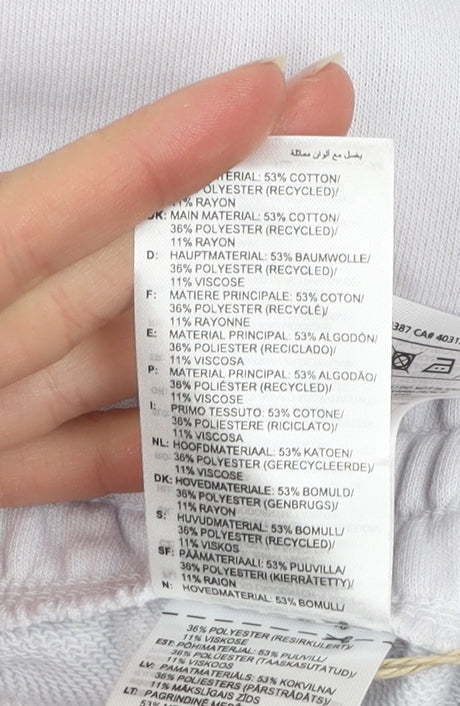 يغسل مع ألوان مماثلة
TERIAL: 53% COTTON/
OLYESTER (RECYCLED)/
11% RAYON
UK: MAIN MATERIAL: 53% COTTON/
36% POLYESTER (RECYCLED)/
11% RAYON
D: HAUPTMATERIAL: 53% BAUMWOLLE/
36% POLYESTER (RECYCLED)/
11% VISCOSE
F: MATIERE PRINCIPALE: 53% COTON/
36% POLYESTER (RECYCLÉ)/
11% RAYONNE
E: MATERIAL PRINCIPAL: 53% ALGODÓN/
36% POLIESTER (RECICLADO)/
11% VISCOSA
P: MATERIAL PRINCIPAL: 53% ALGODÃO/
36% POLIÉSTER (RECYCLED)/
11% VISCOSE
I: PRIMO TESSUTO: 53% COTONE/
36% POLIESTERE (RICICLATO)/
11% VISCOSA
NL: HOOFDMATERIAAL: 53% KATOEN/
36% POLYESTER (GERECYCLEERDE)/
11% VISCOSE
DK: HOVEDMATERIALE: 53% BOMULD/
36% POLYESTER (GENBRUGS)/
11% RAYON
S: HUVUDMATERIAL: 53% BOMULL/
36% POLYESTER (RECYCLED)/
11% VISKOS
SF: PÄÄMATERIAALI: 53% PUUVILLA/
36% POLYESTERI (KIERRÄTETTY)/
11% RAION
N: HOVEDMATERIAL: 53% BOMULL/
36% POLYESTER (RESIRKULERT)/
11% VISCOSE
EST: PÕHIMATERJAL: 53% PUUVILL/
36% POLÜESTER (TAASKASUTATUD)/
11% VISKOOS
LV: PAMATMATERIĀLS: 53% KOKVILNA/
36% POLIESTERS (PĀRSTRĀDĀTS)/
11% MĀKSLĪGAIS ZĪDS
LT: PAGRINDINĖ
387 CA# 4031